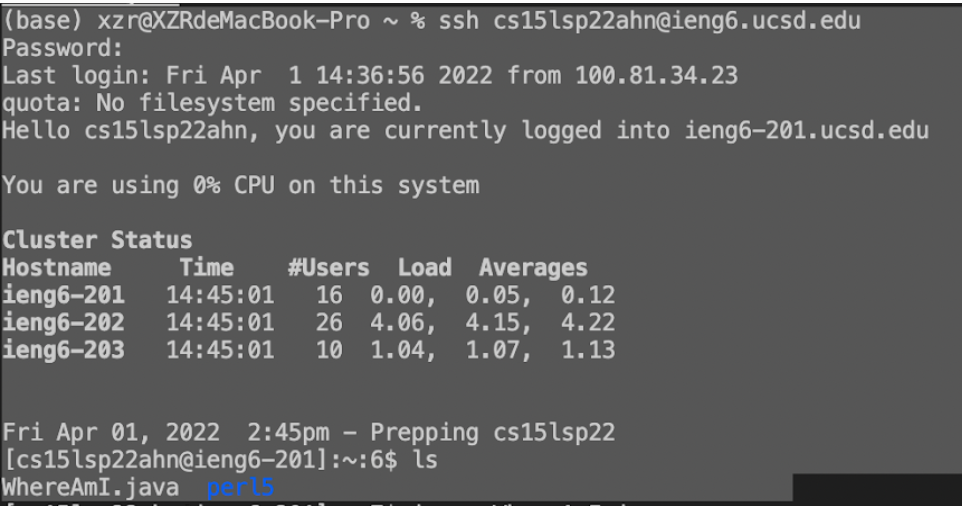 (base) xzr@XZRdeMacBook-Pro ~ % ssh cs15lsp22ahn@ieng6.ucsd.edu
Password:
Last login: Fri Apr  1 14:36:56 2022 from 100.81.34.23
quota: No filesystem specified.
Hello cs15lsp22ahn, you are currently logged into ieng6-201.ucsd.edu
You are using 0% CPU on this system
Cluster Status
Hostname     Time    #Users  Load  Averages
ieng6-201   14:45:01   16  0.00,  0.05,  0.12
ieng6-202   14:45:01   26  4.06,  4.15,  4.22
ieng6-203   14:45:01   10  1.04,  1.07,  1.13
Fri Apr 01, 2022  2:45pm - Prepping cs15lsp22
[cs15lsp22ahn@ieng6-201]:~:6$ ls
WhereAmI.java  perl5